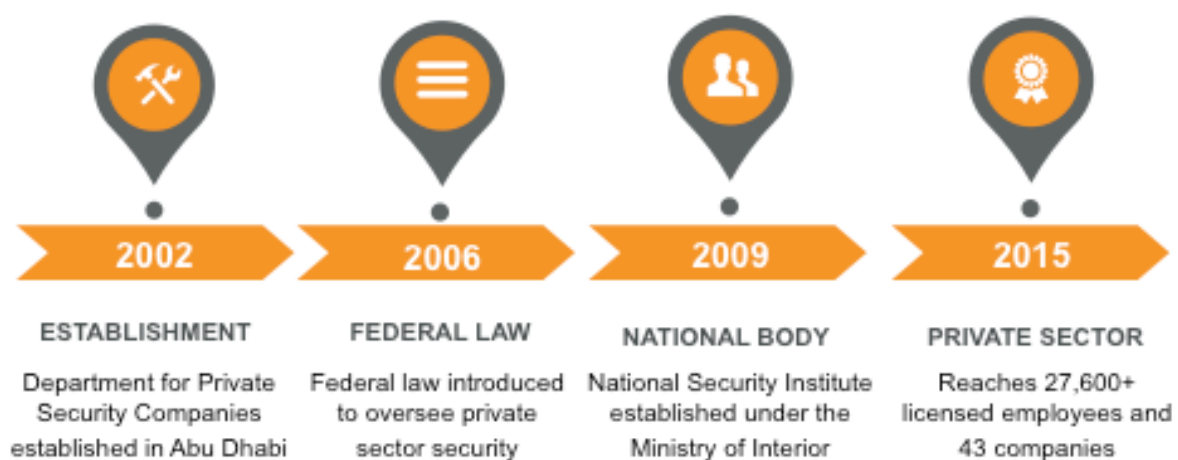 2002
ESTABLISHMENT
Department for Private
Security Companies
established in Abu Dhabi
2006
FEDERAL LAW
Federal law introduced
to oversee private
sector security
2009
NATIONAL BODY
National Security Institute
established under the
Ministry of Interior
2015
PRIVATE SECTOR
Reaches 27,600+
licensed employees and
43 companies